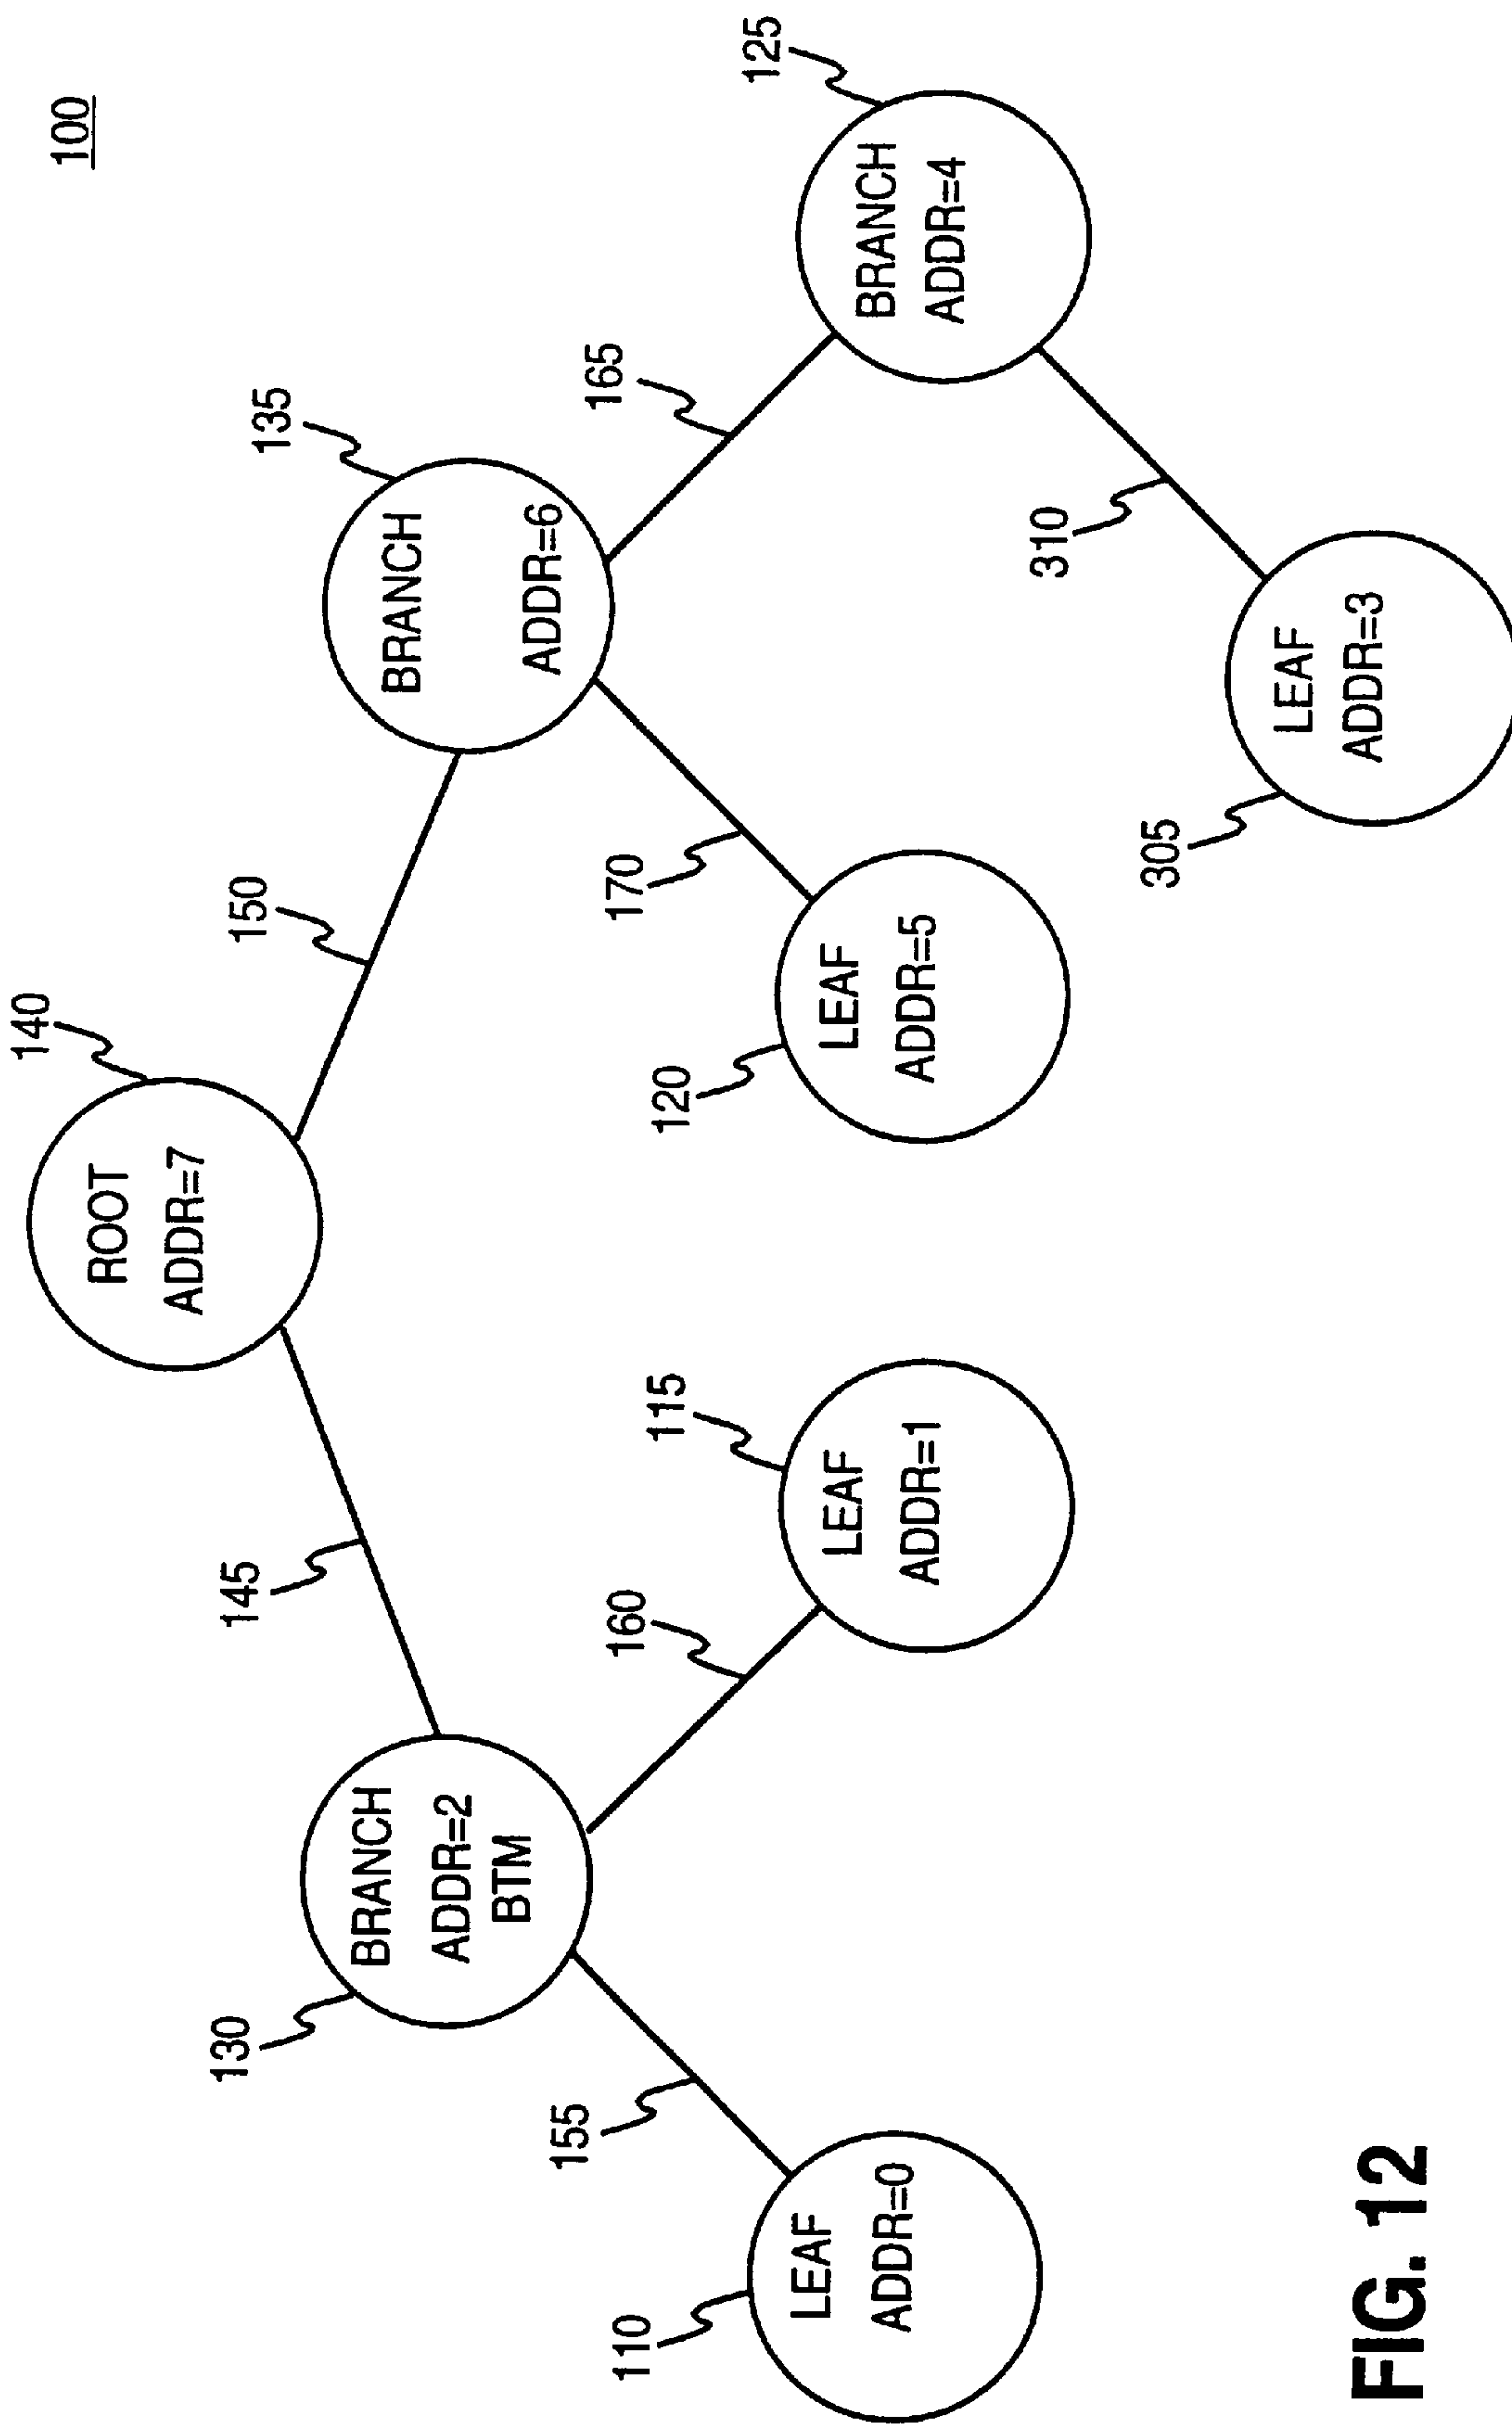 100
140
ROOT
ADDR=7
145
150
130
BRANCH
ADDR=2
BTM
135
BRANCH
ADDR=6
155
160
170
165
110
LEAF
ADDR=0
115
LEAF
ADDR=1
120
LEAF
ADDR=5
125
BRANCH
ADDR=4
310
305
LEAF
ADDR=3
FIG. 12